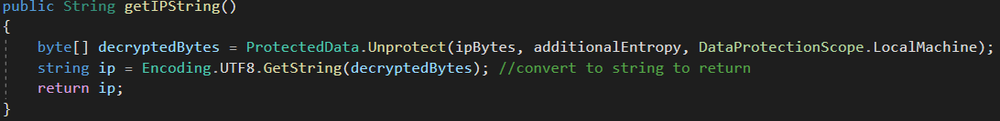 public String getIPString()
{
    byte[] decryptedBytes = ProtectedData.Unprotect(ipBytes, additionalEntropy, DataProtectionScope.LocalMachine);
    string ip = Encoding.UTF8.GetString(decryptedBytes); //convert to string to return
    return ip;
}